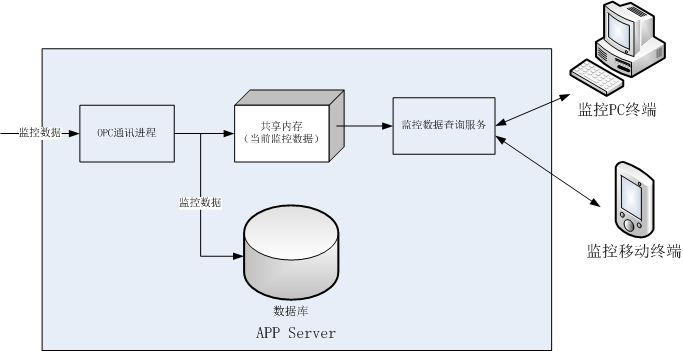 监控数据
OPC通讯进程
共享内存
（当前监控数据）
监控数据查询服务
监控PC终端
监控数据
监控移动终端
数据库
APP Server